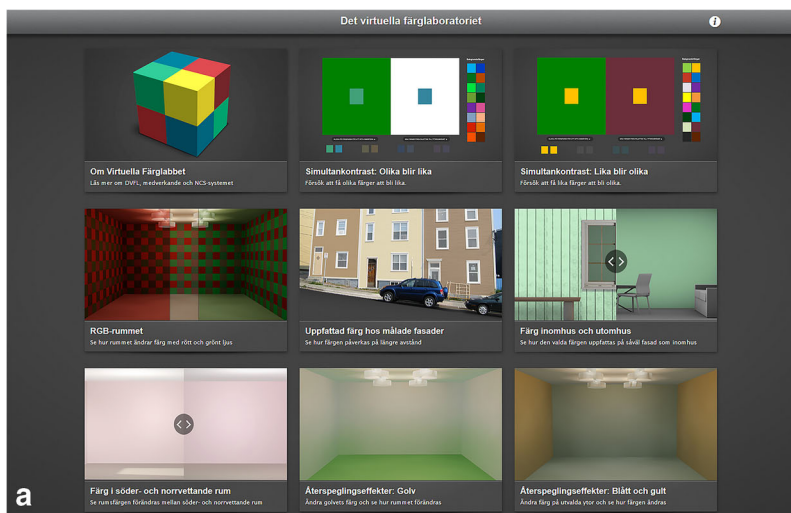 Det virtuella färglaboratoriet
i
Om Virtuella Färglabbet
Läs mer om DVFL, medverkande och NCS-systemet
Simultankontrast: Olika blir lika
Försök att få olika färger att bli lika.
Simultankontrast: Lika blir olika
Försök att få lika färger att bli olika.
RGB-rummet
Se hur rummet ändrar färg med rött och grönt ljus
Uppfattad färg hos målade fasader
Se hur färgen påverkas på längre avstånd
Färg inomhus och utomhus
Se hur den valda färgen uppfattas på såväl fasad som inomhus
Färg i söder- och norrvettande rum
Se rumsfärgen förändras mellan söder- och norrvettande rum
Återspeglingseffekter: Golv
Ändra golvets färg och se hur rummet förändras
Återspeglingseffekter: Blått och gult
Ändra färg på utvalda ytor och se hur färgen ändras
a